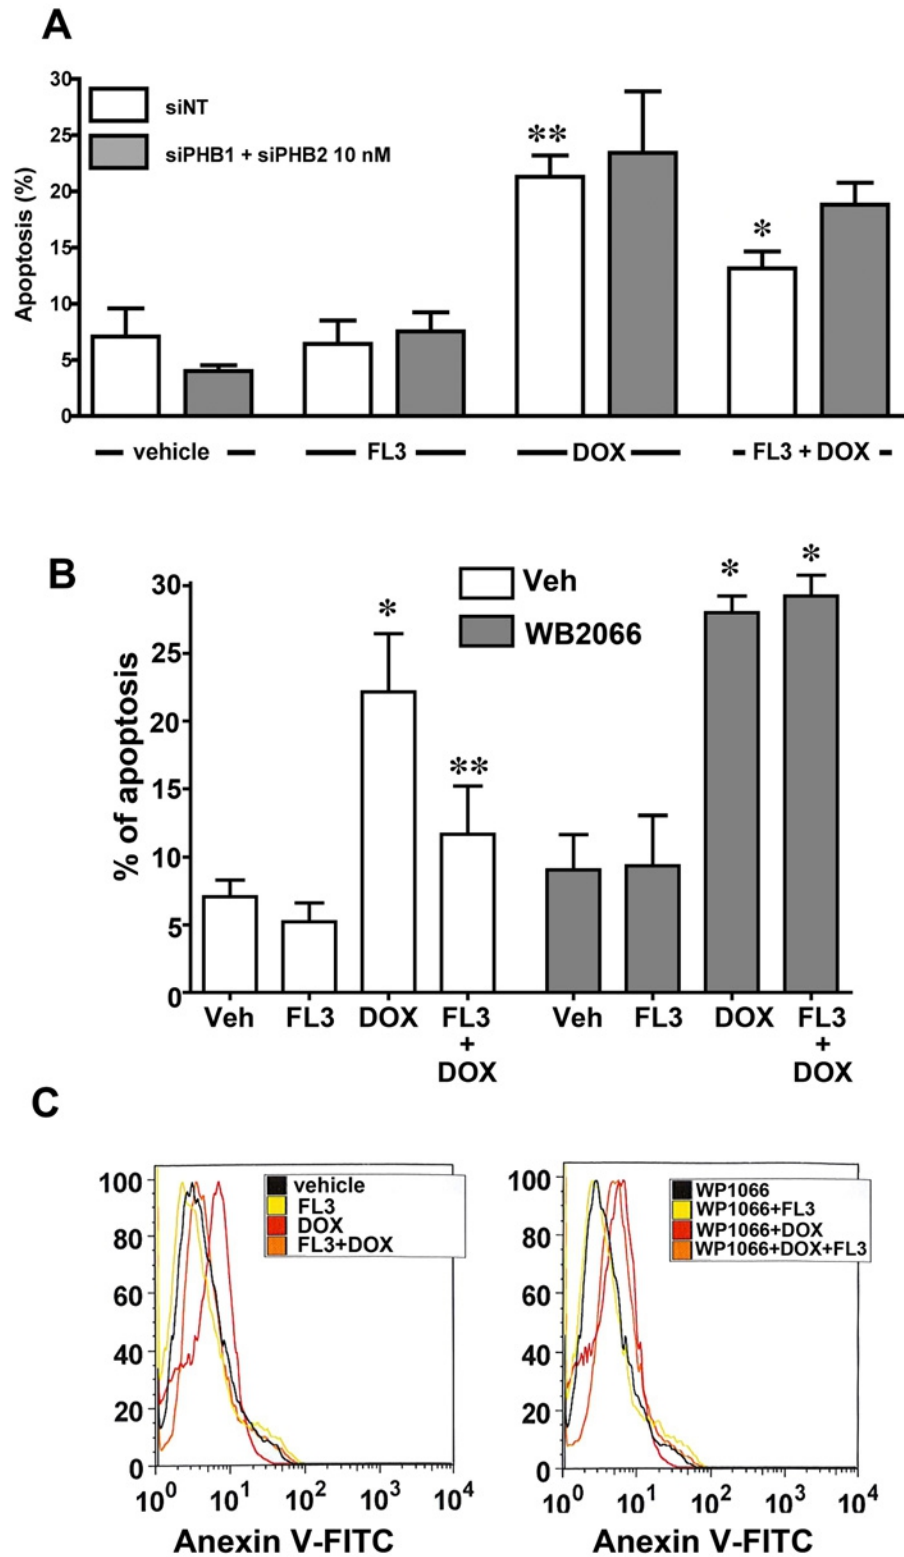 A
30
25
20
15
10
5
0
Apoptosis (%)
siNT
siPHB1 + siPHB2 10 nM
**
*
vehicle
FL3
DOX
FL3 + DOX
B
30
25
20
15
10
5
0
% of apoptosis
Veh
WB2066
*
**
*
*
Veh
FL3
DOX
FL3
+
DOX
Veh
FL3
DOX
FL3
+
DOX
C
100
80
60
40
20
0
vehicle
FL3
DOX
FL3+DOX
10^0
10^1
10^2
10^3
10^4
Anexin V-FITC
100
80
60
40
20
0
WP1066
WP1066+FL3
WP1066+DOX
WP1066+DOX+FL3
10^0
10^1
10^2
10^3
10^4
Anexin V-FITC